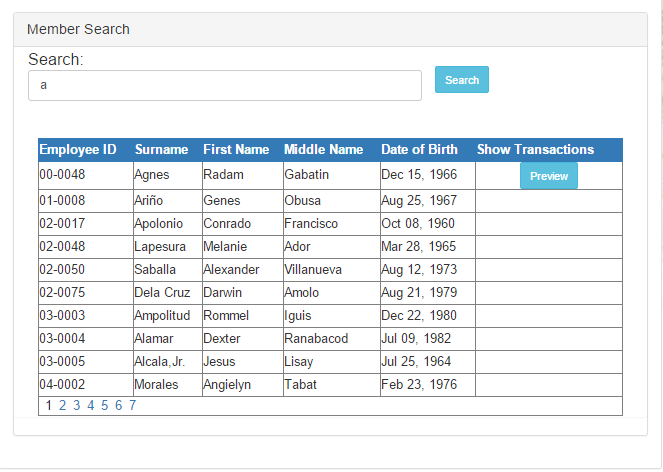 Member Search
Search:
a
Search
Employee ID Surname First Name Middle Name Date of Birth Show Transactions
00-0048 Agnes Radam Gabatin Dec 15, 1966 Preview
01-0008 Ariño Genes Obusa Aug 25, 1967
02-0017 Apolonio Conrado Francisco Oct 08, 1960
02-0048 Lapesura Melanie Ador Mar 28, 1965
02-0050 Saballa Alexander Villanueva Aug 12, 1973
02-0075 Dela Cruz Darwin Amolo Aug 21, 1979
03-0003 Ampolitud Rommel Iguis Dec 22, 1980
03-0004 Alamar Dexter Ranabacod Jul 09, 1982
03-0005 Alcala,Jr. Jesus Lisay Jul 25, 1964
04-0002 Morales Angielyn Tabat Feb 23, 1976
1 2 3 4 5 6 7